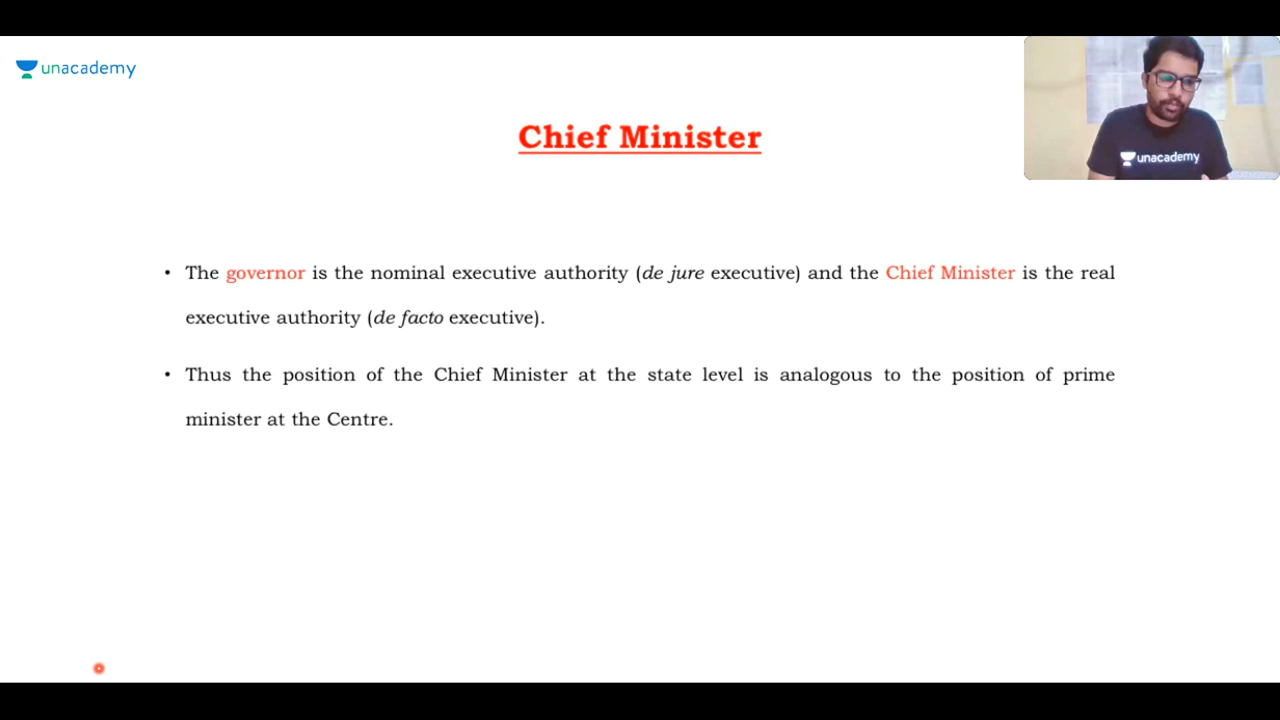 unacademy
Chief Minister
unacademy
• The governor is the nominal executive authority (de jure executive) and the Chief Minister is the real
executive authority (de facto executive).
• Thus the position of the Chief Minister at the state level is analogous to the position of prime
minister at the Centre.